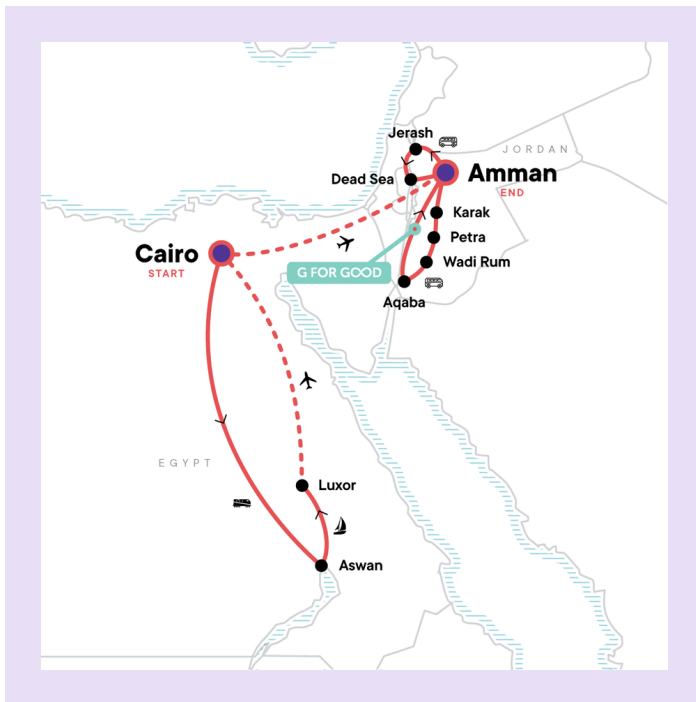 Jerash
JORDAN
Dead Sea
Amman
END
Karak
Petra
Cairo
START
Wadi Rum
G FOR GOOD
Aqaba
EGYPT
Luxor
Aswan